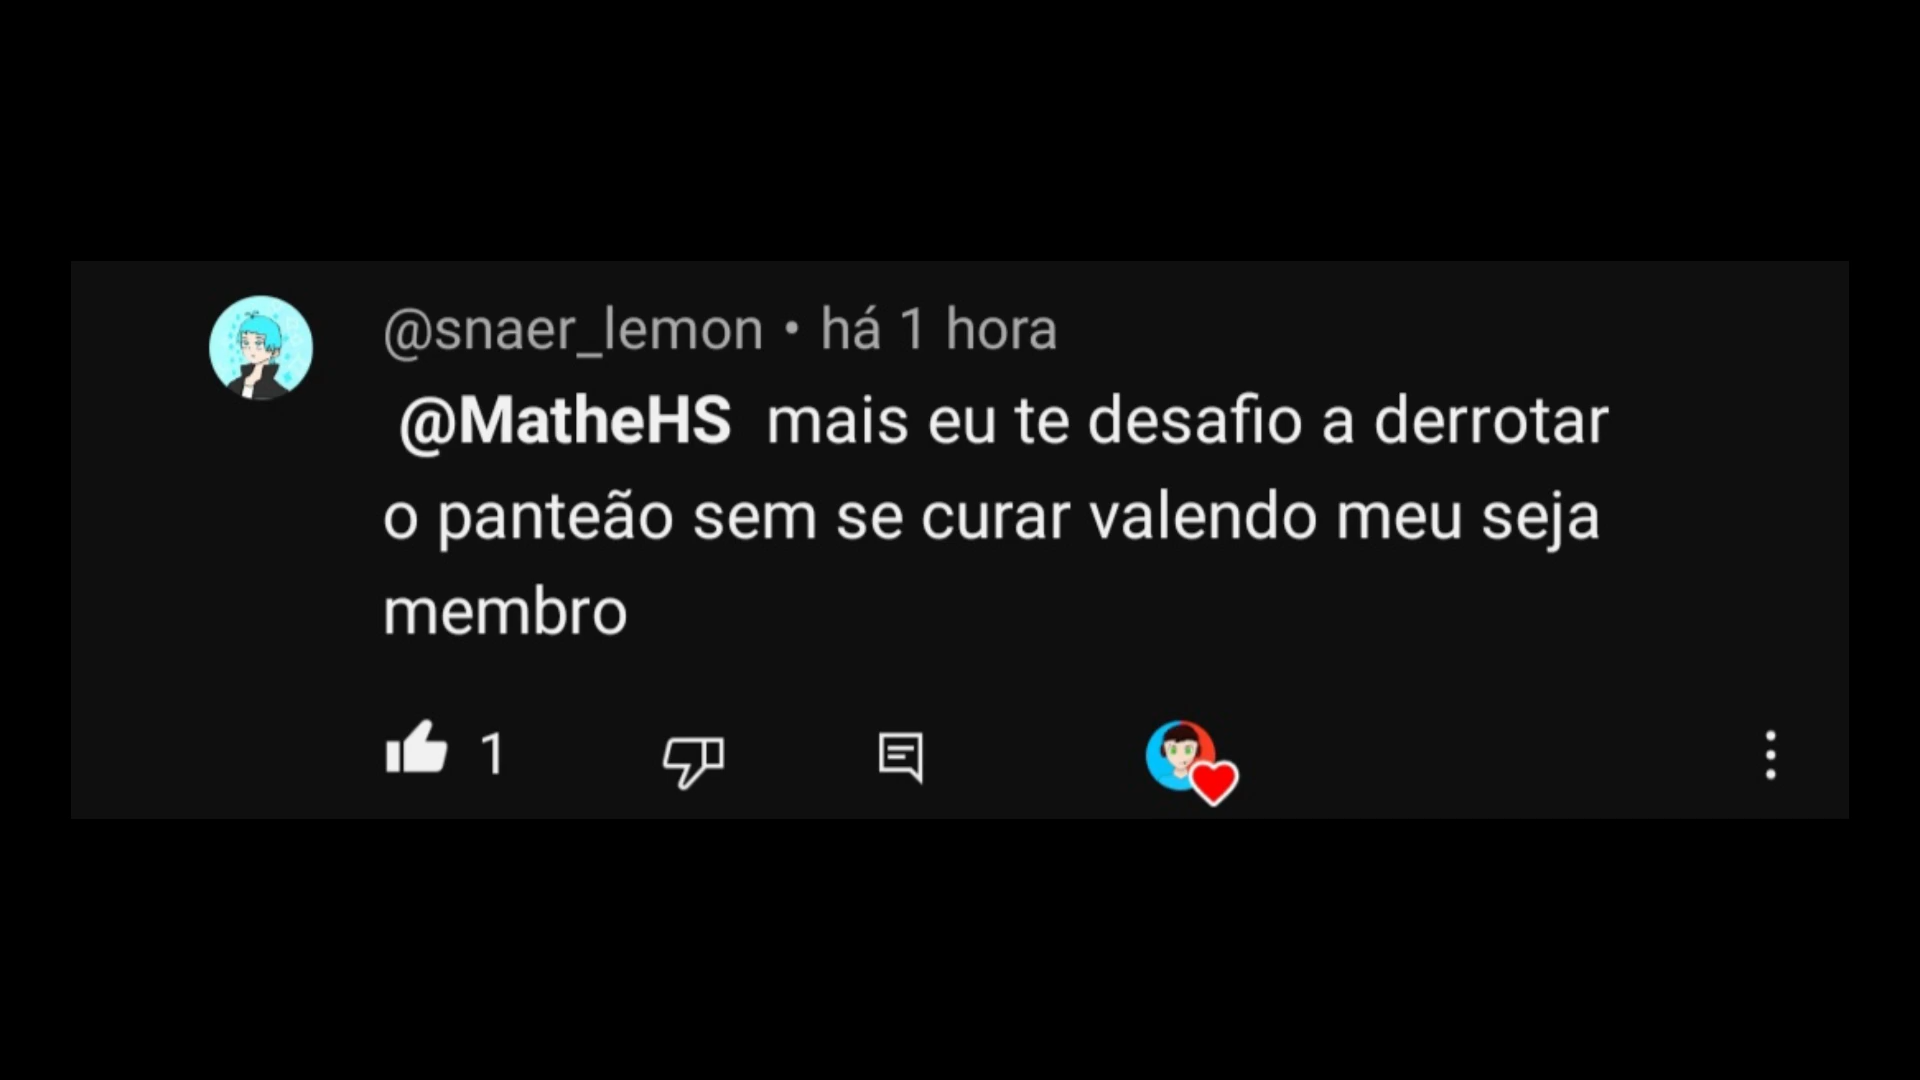 @snaer_lemon • há 1 hora
@MatheHS mais eu te desafio a derrotar
o panteão sem se curar valendo meu seja
membro
1